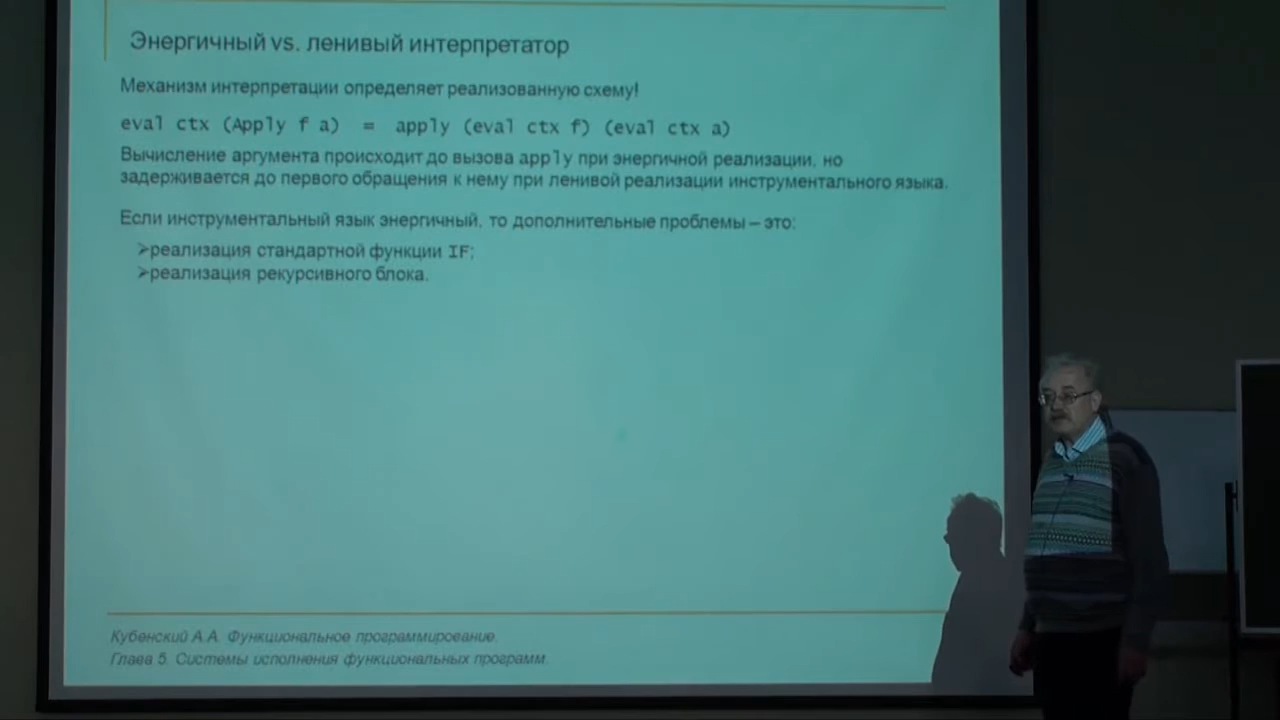 Энергичный vs. ленивый интерпретатор
Механизм интерпретации определяет реализованную схему!
eval ctx (Apply f a) = apply (eval ctx f) (eval ctx a)
Вычисление аргумента происходит до вызова apply при энергичной реализации, но
задерживается до первого обращения к нему при ленивой реализации инструментального языка.
Если инструментальный язык энергичный, то дополнительные проблемы – это:
➢реализация стандартной функции IF;
➢реализация рекурсивного блока.
Кубенский А.А. Функциональное программирование.
Глава 5. Системы исполнения функциональных программ.